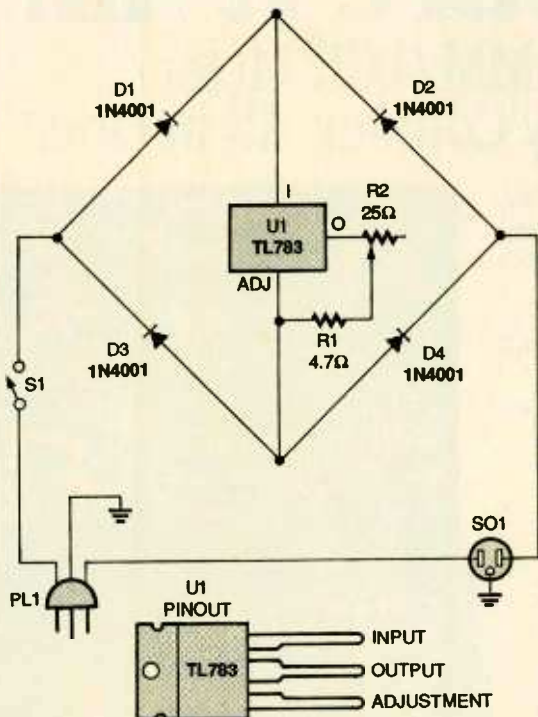 D1
1N4001
D2
1N4001
I
R2
25Ω
U1
TL783
O
ADJ
R1
4.7Ω
D3
1N4001
D4
1N4001
S1
SO1
PL1
U1
PINOUT
TL783
INPUT
OUTPUT
ADJUSTMENT